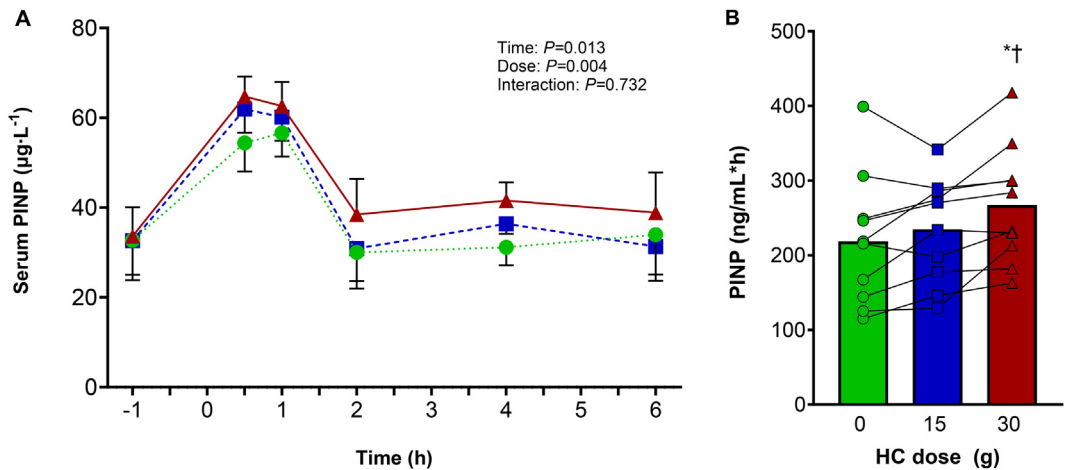 A
80
60
40
20
0
Serum PINP (µg·L⁻¹)
Time: P=0.013
Dose: P=0.004
Interaction: P=0.732
-1 0 1 2 3 4 5 6
Time (h)
B
500
400
300
200
100
0
PINP (ng/mL*h)
*†
0 15 30
HC dose (g)